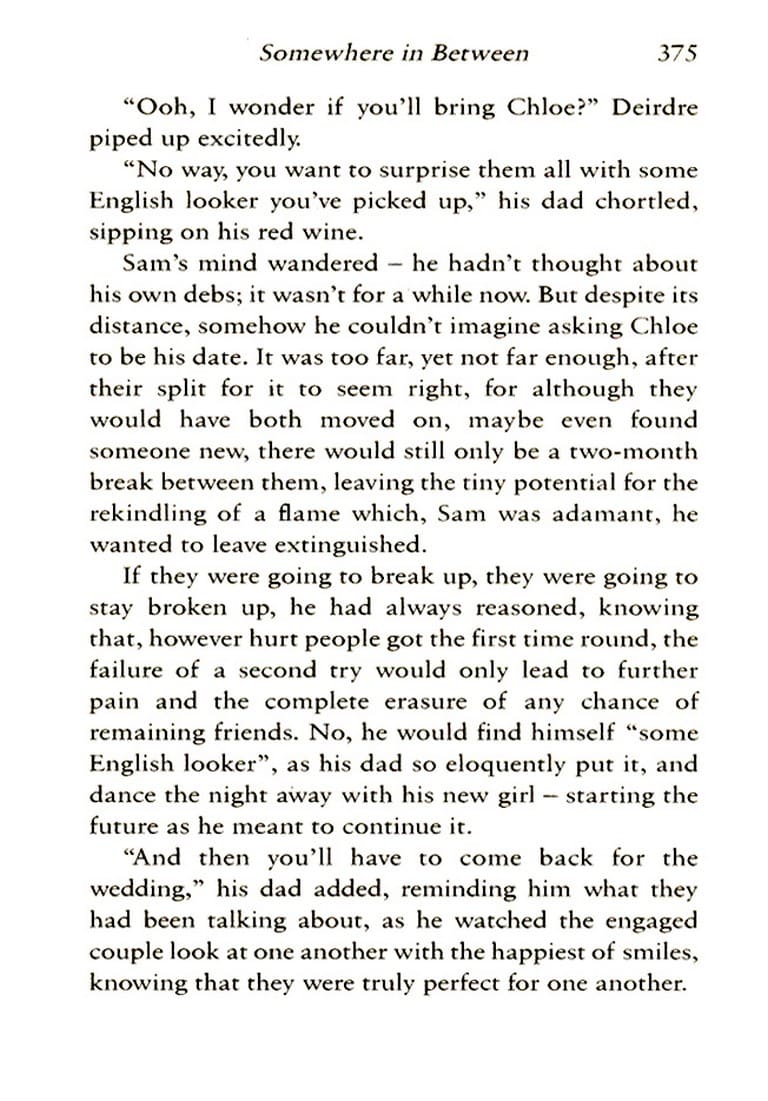 Somewhere in Between 375
“Ooh, I wonder if you’ll bring Chloe?” Deirdre
piped up excitedly.
“No way, you want to surprise them all with some
English looker you’ve picked up,” his dad chortled,
sipping on his red wine.
Sam’s mind wandered – he hadn’t thought about
his own debs; it wasn’t for a while now. But despite its
distance, somehow he couldn’t imagine asking Chloe
to be his date. It was too far, yet not far enough, after
their split for it to seem right, for although they
would have both moved on, maybe even found
someone new, there would still only be a two-month
break between them, leaving the tiny potential for the
rekindling of a flame which, Sam was adamant, he
wanted to leave extinguished.
If they were going to break up, they were going to
stay broken up, he had always reasoned, knowing
that, however hurt people got the first time round, the
failure of a second try would only lead to further
pain and the complete erasure of any chance of
remaining friends. No, he would find himself “some
English looker”, as his dad so eloquently put it, and
dance the night away with his new girl – starting the
future as he meant to continue it.
“And then you’ll have to come back for the
wedding,” his dad added, reminding him what they
had been talking about, as he watched the engaged
couple look at one another with the happiest of smiles,
knowing that they were truly perfect for one another.